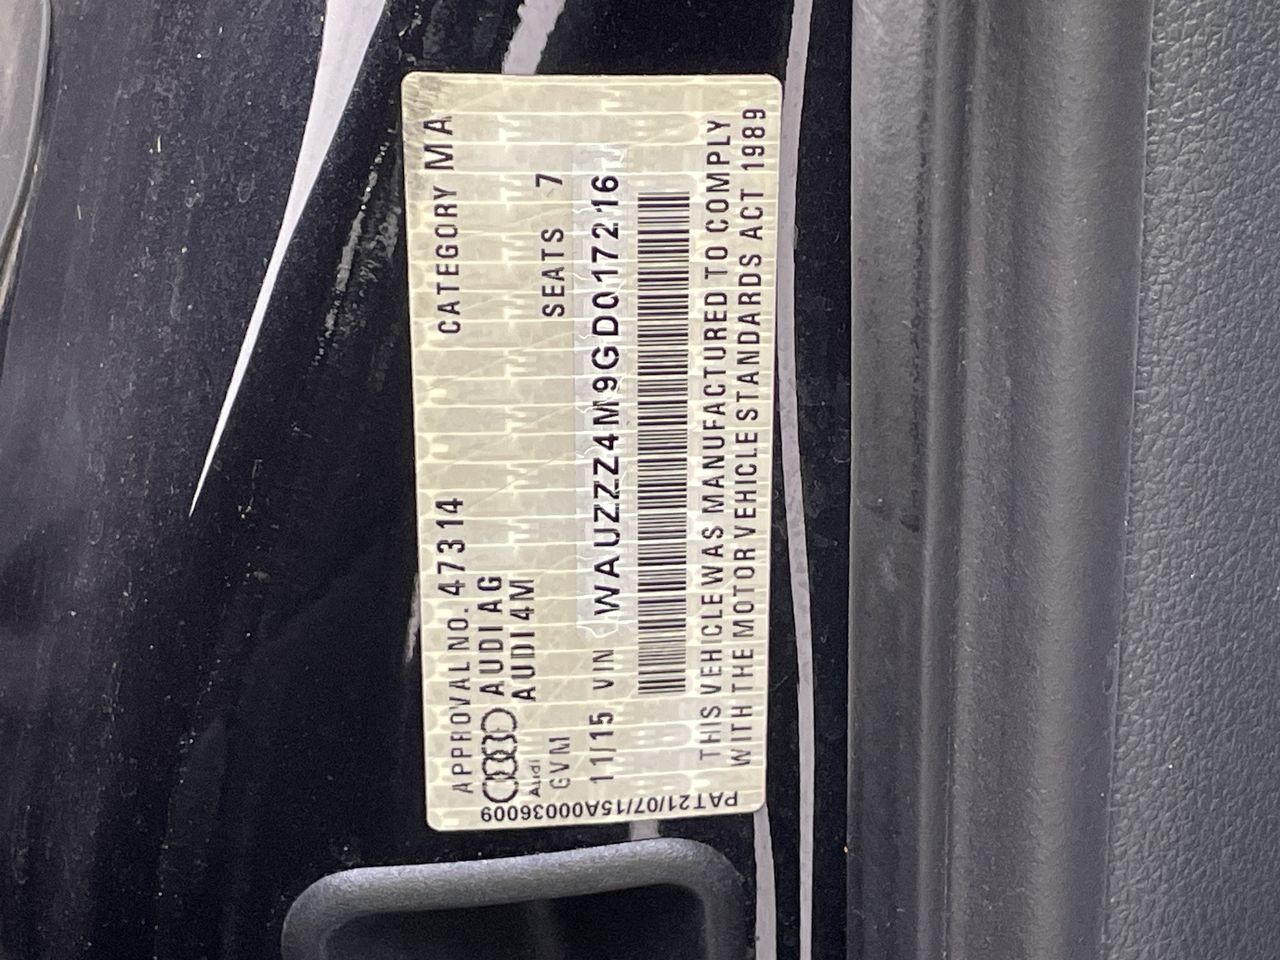 APPROVAL NO. 47314 CATEGORY MA
AUDI AG
AUDI 4M
Audi
GVM SEATS 7
11/15 VIN WAUZZZ4M9GD017216
THIS VEHICLE WAS MANUFACTURED TO COMPLY
WITH THE MOTOR VEHICLE STANDARDS ACT 1989
PAT21/07/15A00036009